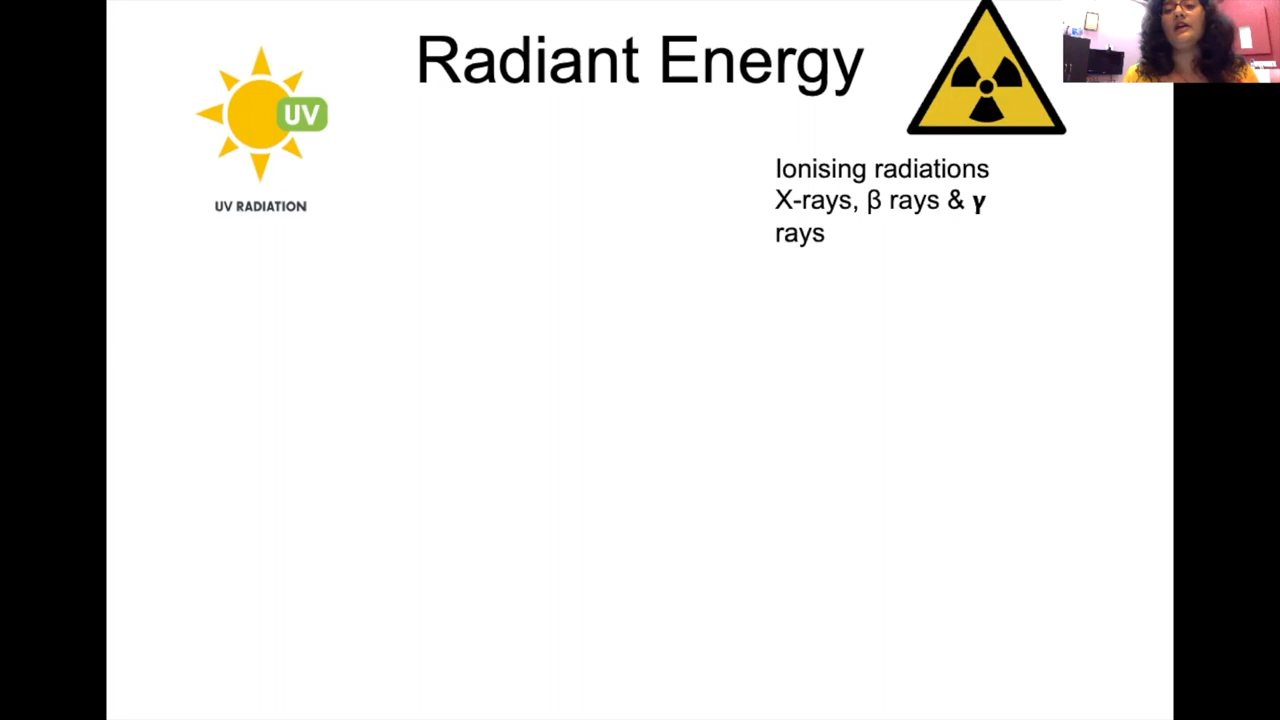 Radiant Energy
UV
UV RADIATION
Ionising radiations
X-rays, β rays & γ
rays